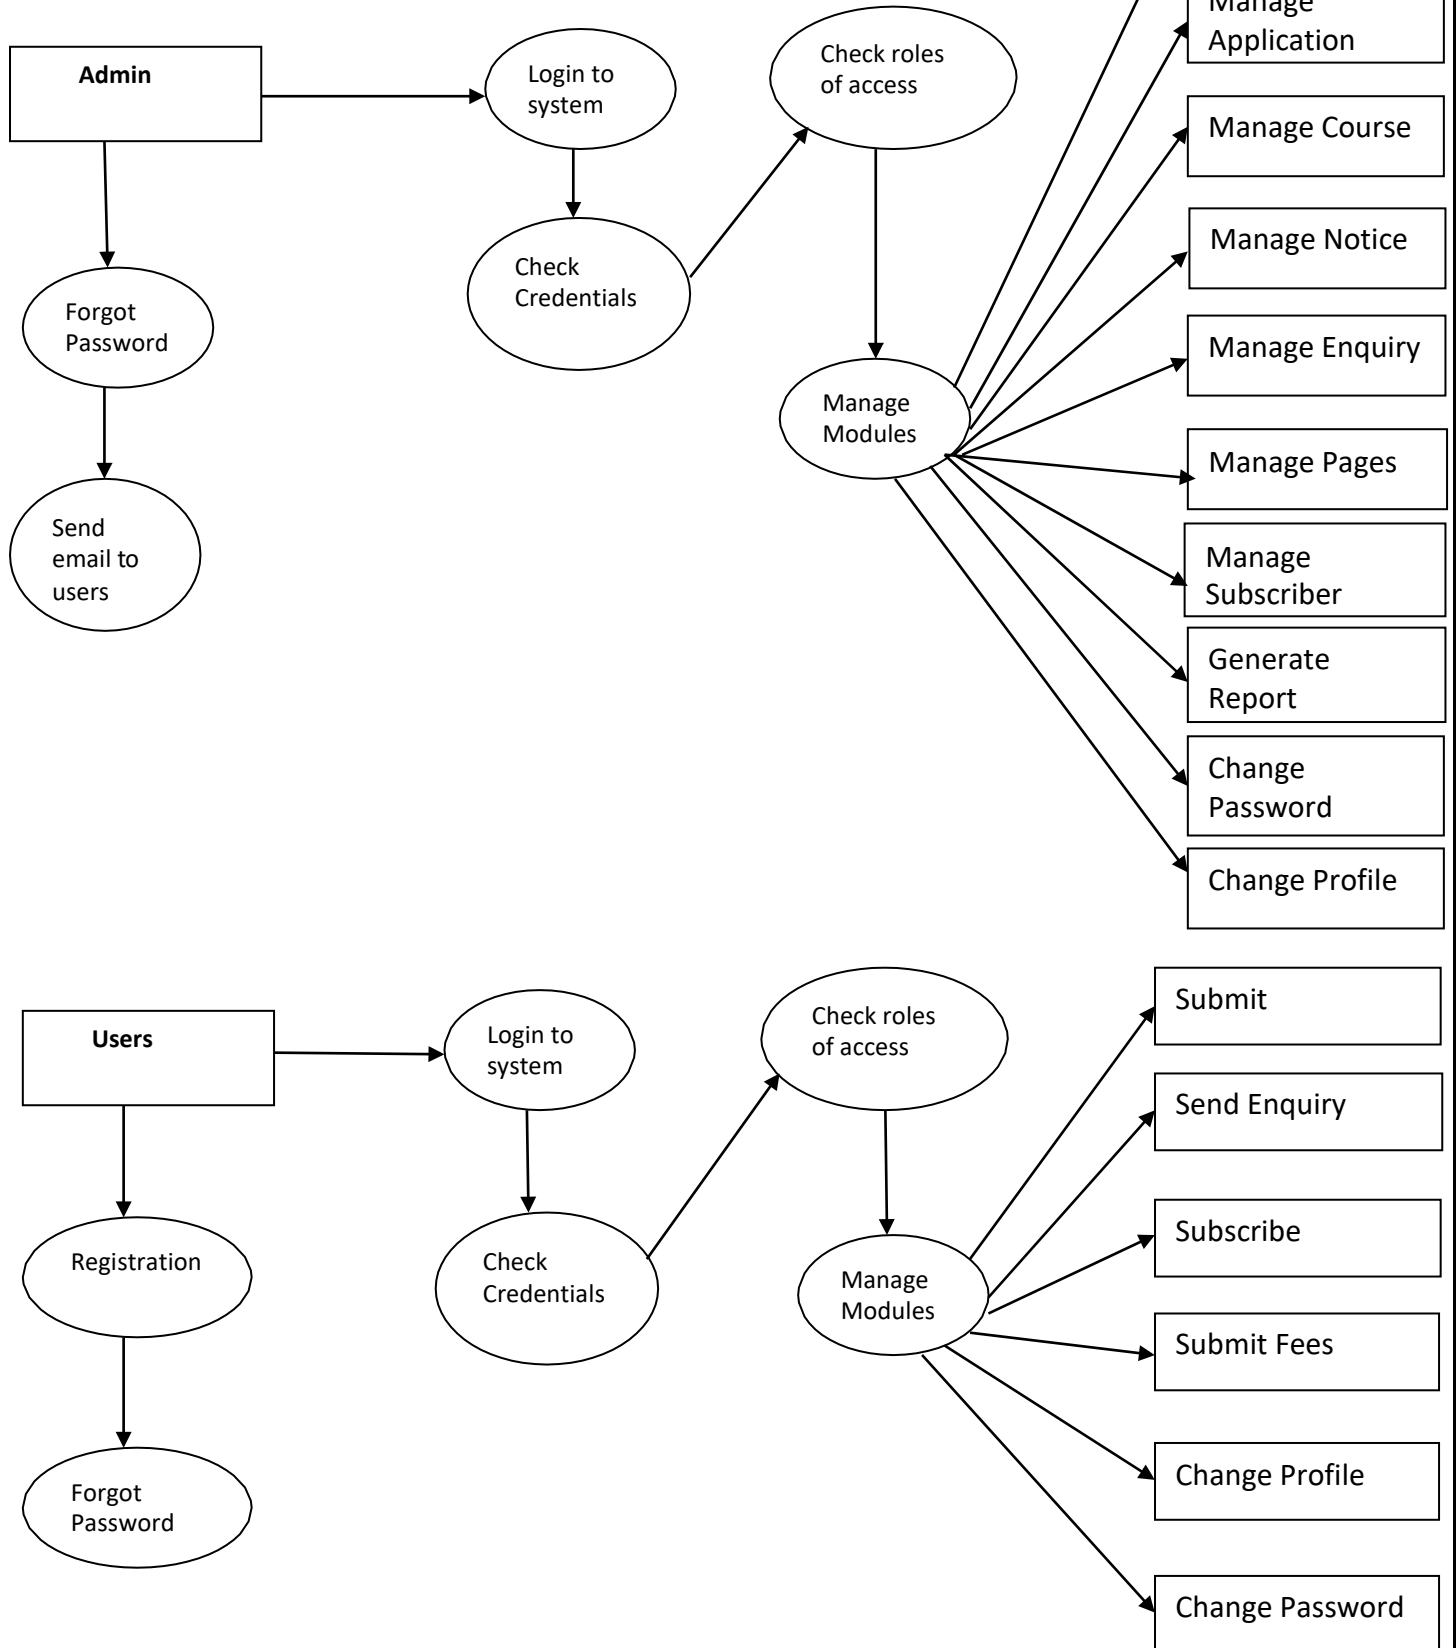 Manage
Application
Check roles
of access
Admin
Login to
system
Manage Course
Manage Notice
Check
Credentials
Forgot
Password
Manage Enquiry
Manage
Modules
Manage Pages
Send
email to
users
Manage
Subscriber
Generate
Report
Change
Password
Change Profile
Submit
Check roles
of access
Users
Login to
system
Send Enquiry
Subscribe
Registration
Check
Credentials
Manage
Modules
Submit Fees
Change Profile
Forgot
Password
Change Password